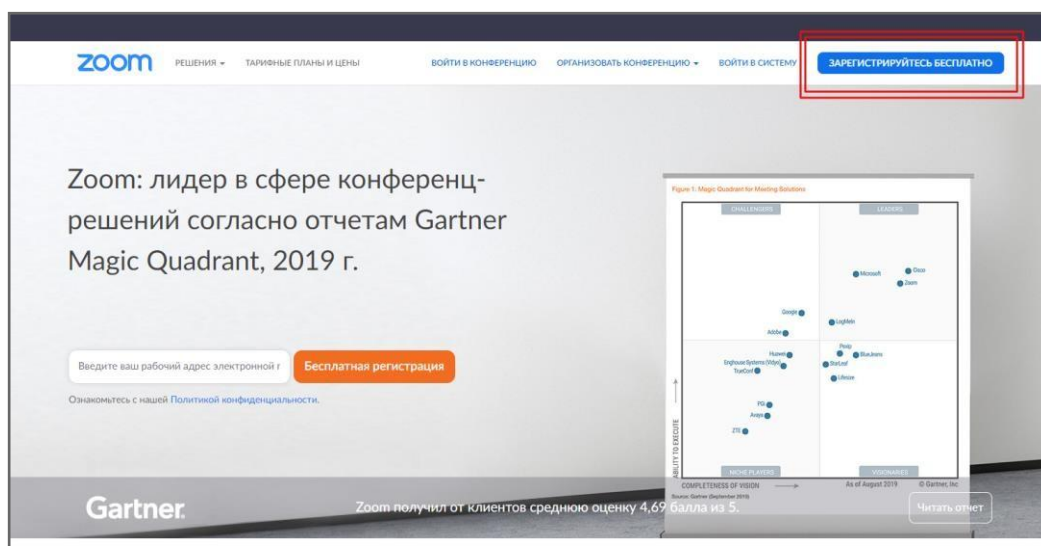 zoom РЕШЕНИЯ ТАРИФНЫЕ ПЛАНЫ И ЦЕНЫ ВОЙТИ В КОНФЕРЕНЦИЮ ОРГАНИЗОВАТЬ КОНФЕРЕНЦИЮ ВОЙТИ В СИСТЕМУ ЗАРЕГИСТРИРУЙТЕСЬ БЕСПЛАТНО
Zoom: лидер в сфере конференц-
решений согласно отчетам Gartner
Magic Quadrant, 2019 г.
Введите ваш рабочий адрес электронной г
Бесплатная регистрация
Ознакомьтесь с нашей Политикой конфиденциальности.
Figure 1. Magic Quadrant for Meeting Solutions
CHALLENGERS LEADERS
Microsoft Cisco
Zoom
Google
LogMeIn
Adobe
Huawei Pexip BlueJeans
Enghouse Systems (Vidyo) StarLeaf
TrueConf Lifesize
PGi
Avaya
ZTE
ABILITY TO EXECUTE
NICHE PLAYERS VISIONARIES
COMPLETENESS OF VISION As of August 2019 © Gartner, Inc
Source: Gartner (September 2019)
Gartner. Zoom получил от клиентов среднюю оценку 4,69 балла из 5. Читать отчет